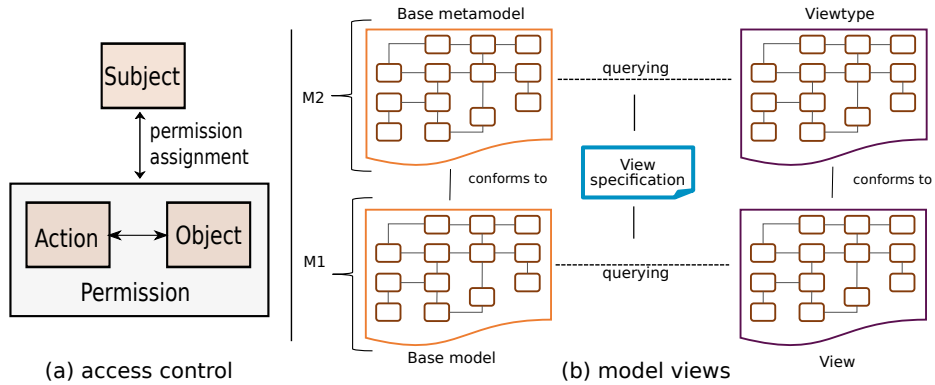 Subject
permission
assignment
Action
Object
Permission
(a) access control
Base metamodel
Viewtype
M2
querying
View
specification
conforms to
conforms to
M1
querying
Base model
View
(b) model views